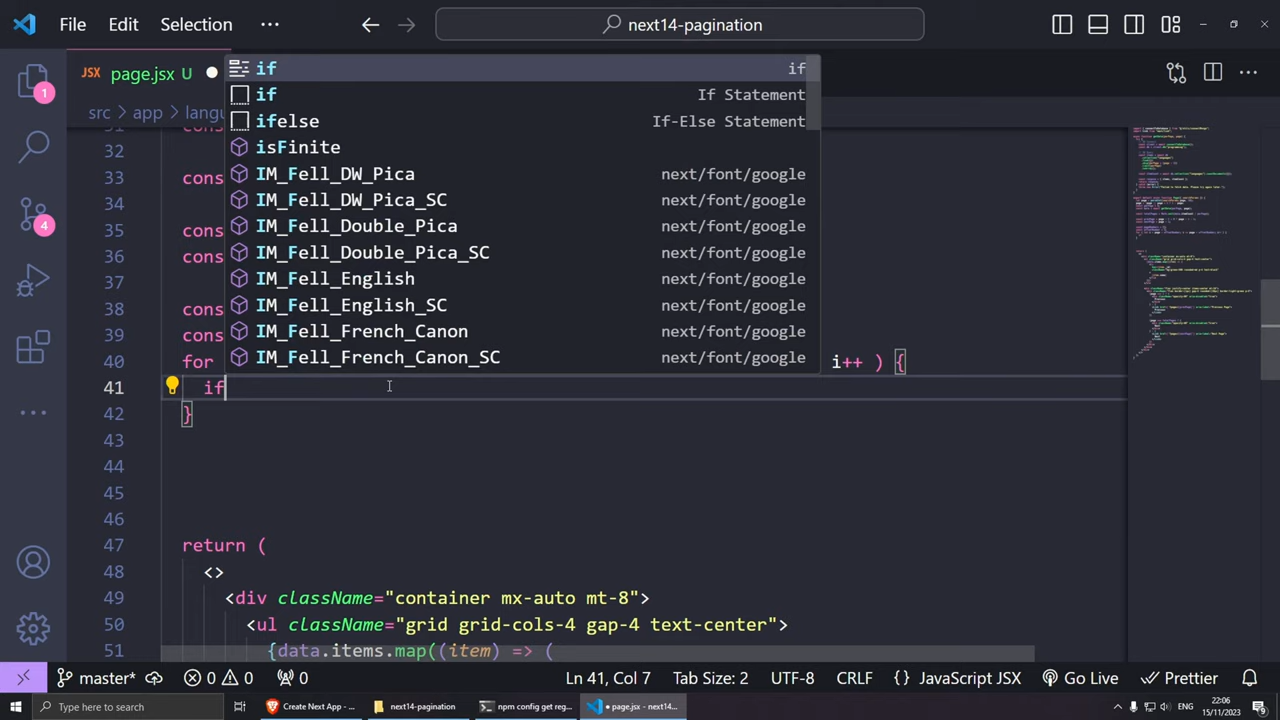 File Edit Selection ··· next14-pagination
JSX page.jsx U
src > app > langu
if if
if If Statement
ifelse If-Else Statement
isFinite
IM_Fell_DW_Pica next/font/google
IM_Fell_DW_Pica_SC next/font/google
IM_Fell_Double_Pica next/font/google
IM_Fell_Double_Pica_SC next/font/google
IM_Fell_English next/font/google
IM_Fell_English_SC next/font/google
IM_Fell_French_Canon next/font/google
IM_Fell_French_Canon_SC next/font/google
1
4
31 cons
32
33 cons
34
35 cons
36 cons
37
38 cons
39 cons
40 for i++ ) {
41 if
42 }
43
44
45
46
47 return (
48 <>
49 <div className="container mx-auto mt-8">
50 <ul className="grid grid-cols-4 gap-4 text-center">
51 {data.items.map((item) => (
master* 0 0 0 Ln 41, Col 7 Tab Size: 2 UTF-8 CRLF {} JavaScript JSX Go Live Prettier
Type here to search Create Next App - ... next14-pagination npm config get reg... page.jsx - next14... ENG 22:06
15/11/2023